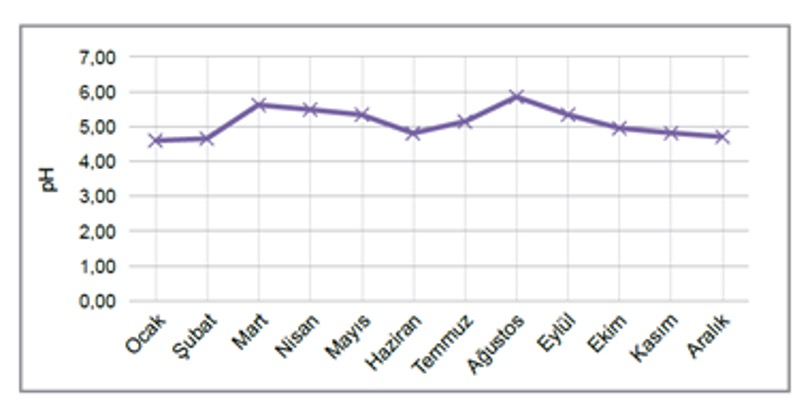 7,00
6,00
5,00
4,00
3,00
2,00
1,00
0,00
pH
Ocak
Şubat
Mart
Nisan
Mayıs
Haziran
Temmuz
Ağustos
Eylül
Ekim
Kasım
Aralık